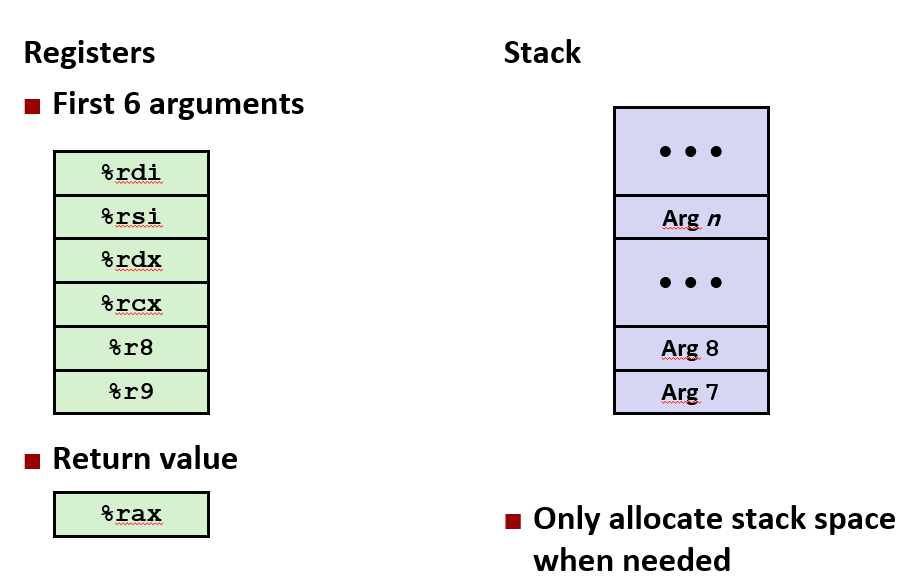 Registers
First 6 arguments
%rdi
%rsi
%rdx
%rcx
%r8
%r9
Return value
%rax
Stack
• • •
Arg n
• • •
Arg 8
Arg 7
Only allocate stack space
when needed